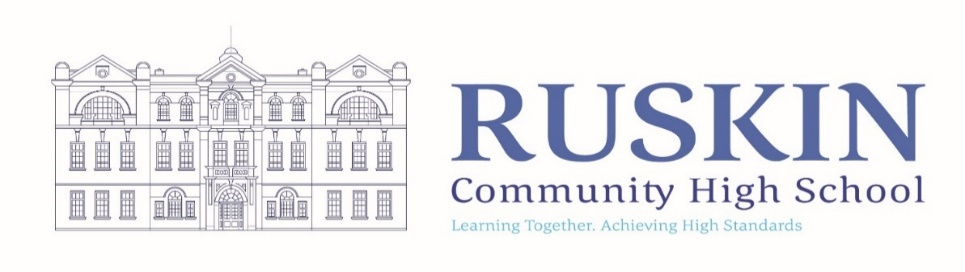 RUSKIN
Community High School
Learning Together. Achieving High Standards